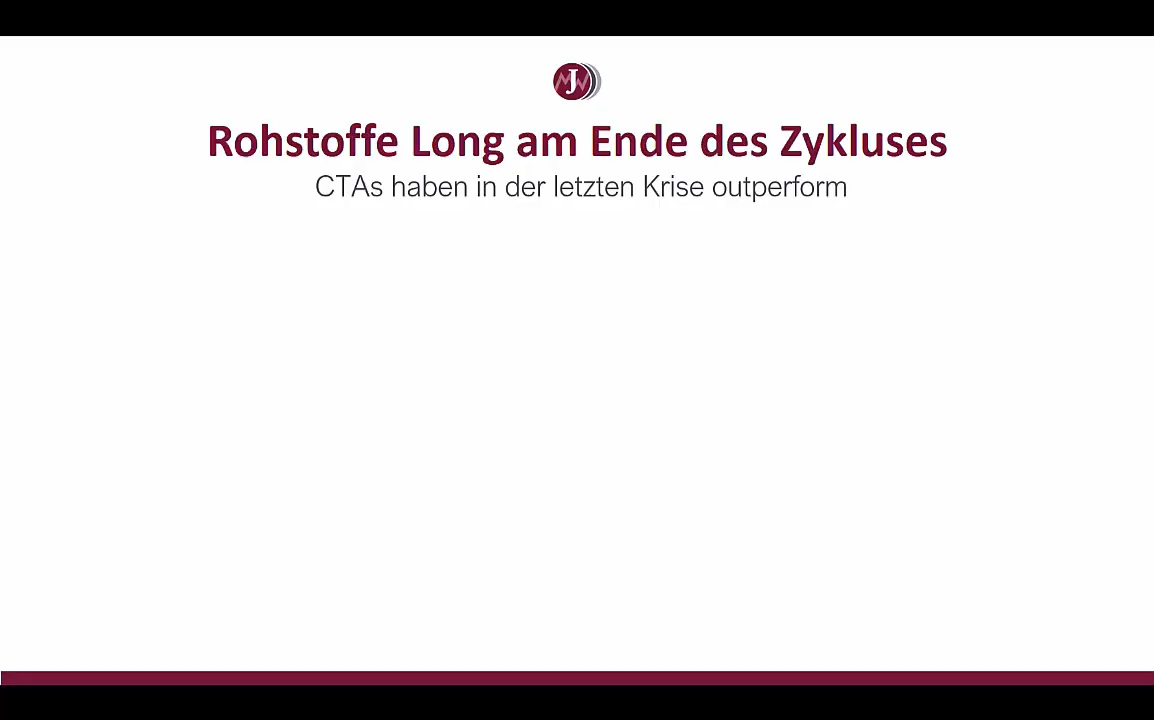 J
Rohstoffe Long am Ende des Zykluses
CTAs haben in der letzten Krise outperform